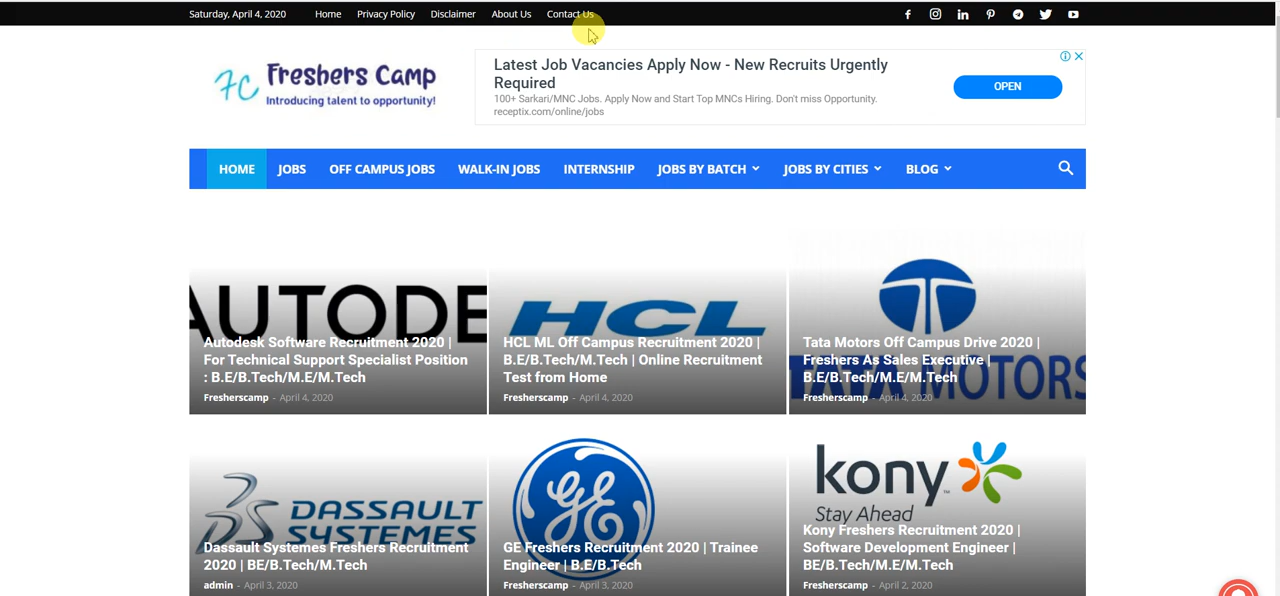 Saturday, April 4, 2020 Home Privacy Policy Disclaimer About Us Contact Us
FC Freshers Camp
Introducing talent to opportunity!
Latest Job Vacancies Apply Now - New Recruits Urgently
Required
100+ Sarkari/MNC Jobs. Apply Now and Start Top MNCs Hiring. Don't miss Opportunity.
receptix.com/online/jobs
OPEN
HOME JOBS OFF CAMPUS JOBS WALK-IN JOBS INTERNSHIP JOBS BY BATCH JOBS BY CITIES BLOG
AUTODE
Autodesk Software Recruitment 2020 |
For Technical Support Specialist Position
: B.E/B.Tech/M.E/M.Tech
Fresherscamp - April 4, 2020
HCL
HCL ML Off Campus Recruitment 2020 |
B.E/B.Tech/M.Tech | Online Recruitment
Test from Home
Fresherscamp - April 4, 2020
TATA MOTORS
Tata Motors Off Campus Drive 2020 |
Freshers As Sales Executive |
B.E/B.Tech/M.E/M.Tech
Fresherscamp - April 4, 2020
DASSAULT
SYSTEMES
Dassault Systemes Freshers Recruitment
2020 | BE/B.Tech/M.Tech
admin - April 3, 2020
GE
GE Freshers Recruitment 2020 | Trainee
Engineer | B.E/B.Tech
Fresherscamp - April 3, 2020
kony
Stay Ahead
Kony Freshers Recruitment 2020 |
Software Development Engineer |
BE/B.Tech/M.E/M.Tech
Fresherscamp - April 2, 2020